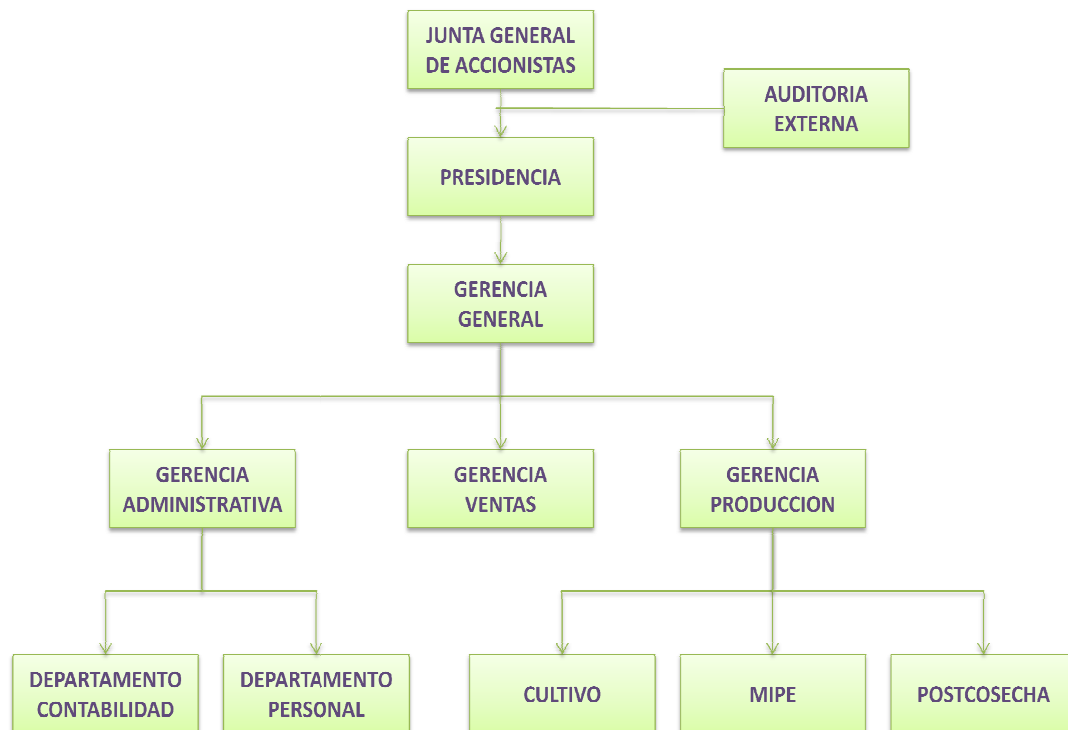 JUNTA GENERAL
DE ACCIONISTAS
AUDITORIA
EXTERNA
PRESIDENCIA
GERENCIA
GENERAL
GERENCIA
ADMINISTRATIVA
GERENCIA
VENTAS
GERENCIA
PRODUCCION
DEPARTAMENTO
CONTABILIDAD
DEPARTAMENTO
PERSONAL
CULTIVO
MIPE
POSTCOSECHA